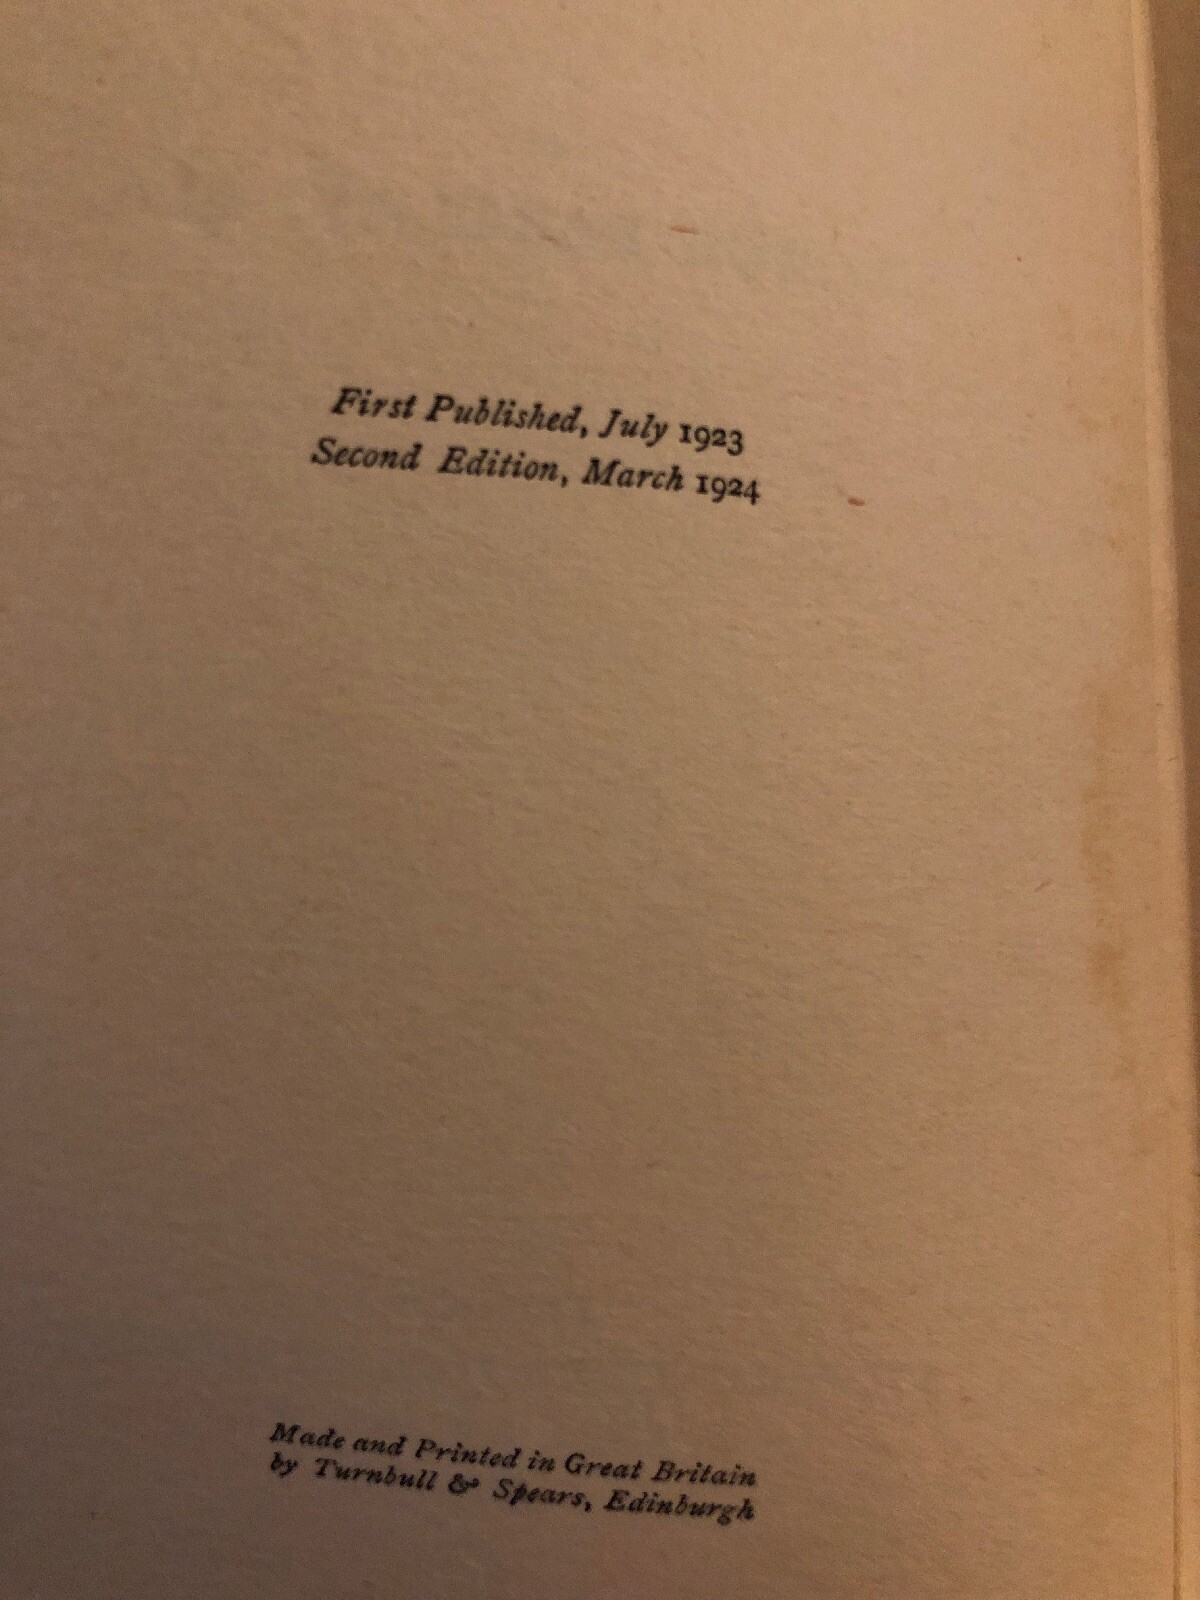 First Published, July 1923
Second Edition, March 1924
Made and Printed in Great Britain
by Turnbull & Spears, Edinburgh